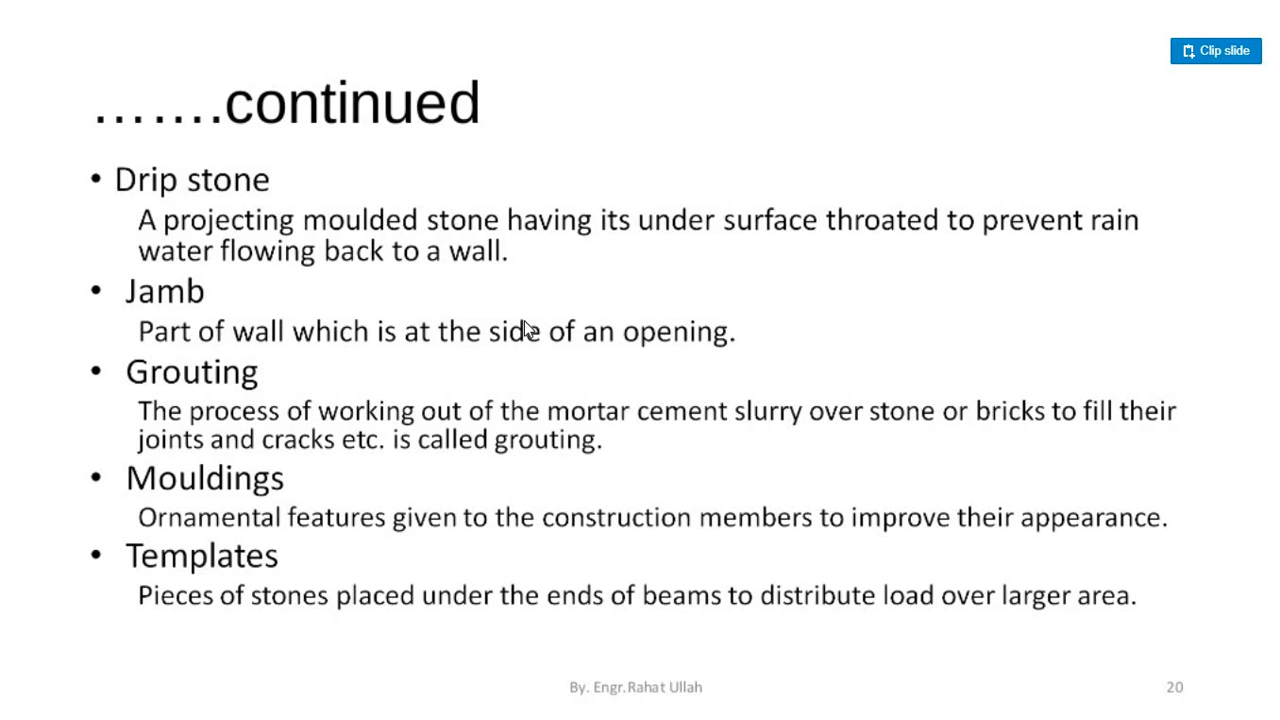 Clip slide
…….continued
• Drip stone
A projecting moulded stone having its under surface throated to prevent rain
water flowing back to a wall.
• Jamb
Part of wall which is at the side of an opening.
• Grouting
The process of working out of the mortar cement slurry over stone or bricks to fill their
joints and cracks etc. is called grouting.
• Mouldings
Ornamental features given to the construction members to improve their appearance.
• Templates
Pieces of stones placed under the ends of beams to distribute load over larger area.
By. Engr.Rahat Ullah
20